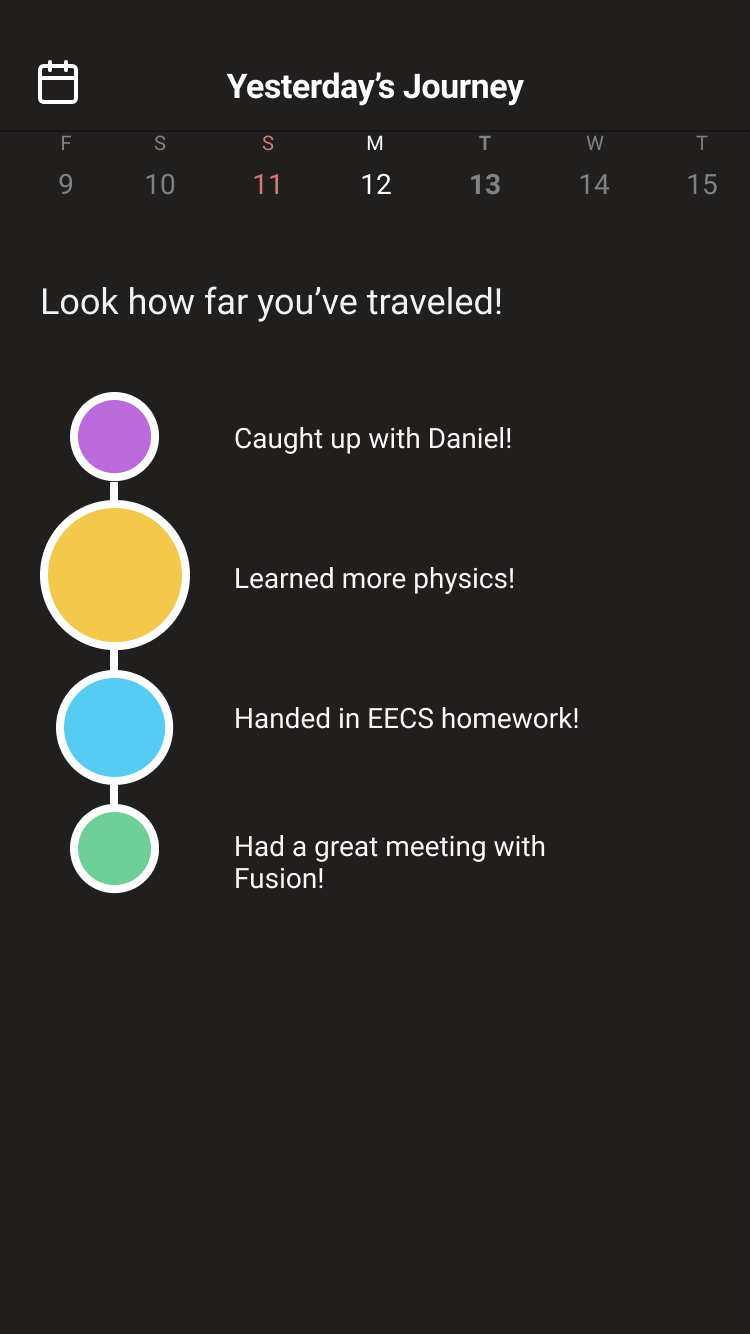 Yesterday’s Journey
F S S M T W T
9 10 11 12 13 14 15
Look how far you’ve traveled!
Caught up with Daniel!
Learned more physics!
Handed in EECS homework!
Had a great meeting with
Fusion!